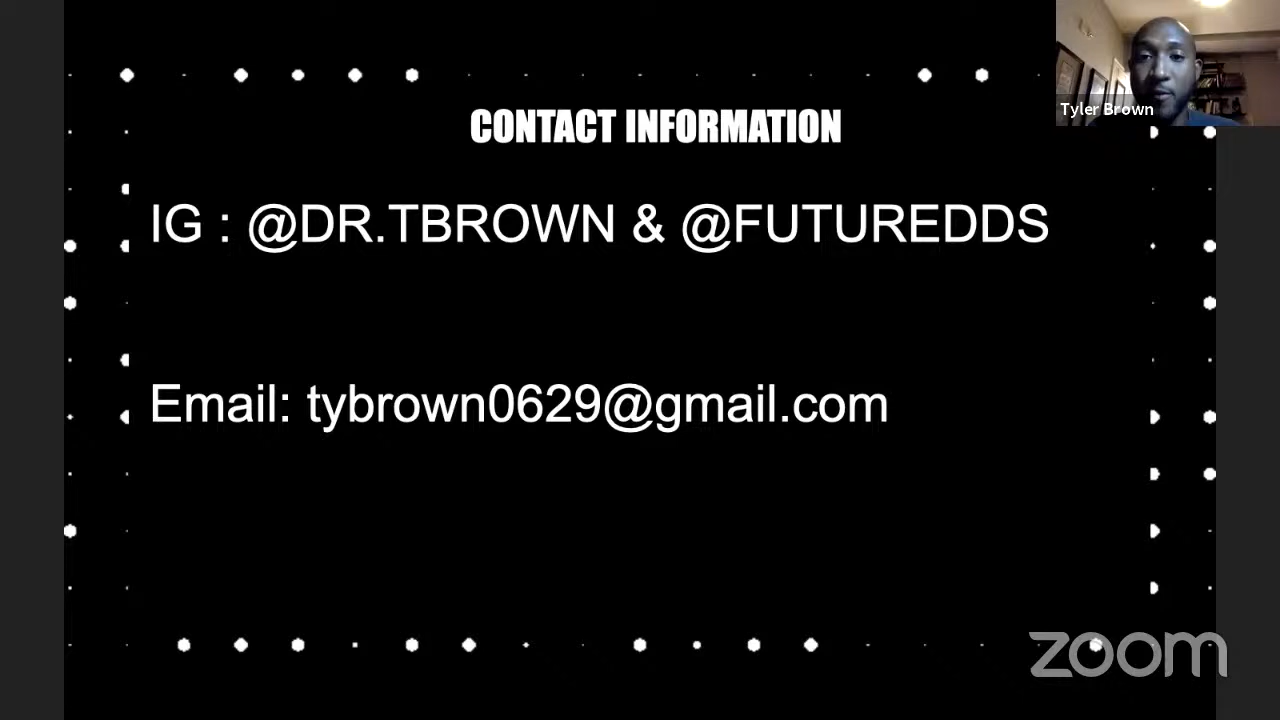 Tyler Brown
CONTACT INFORMATION
IG : @DR.TBROWN & @FUTUREDDS
Email: tybrown0629@gmail.com
zoom